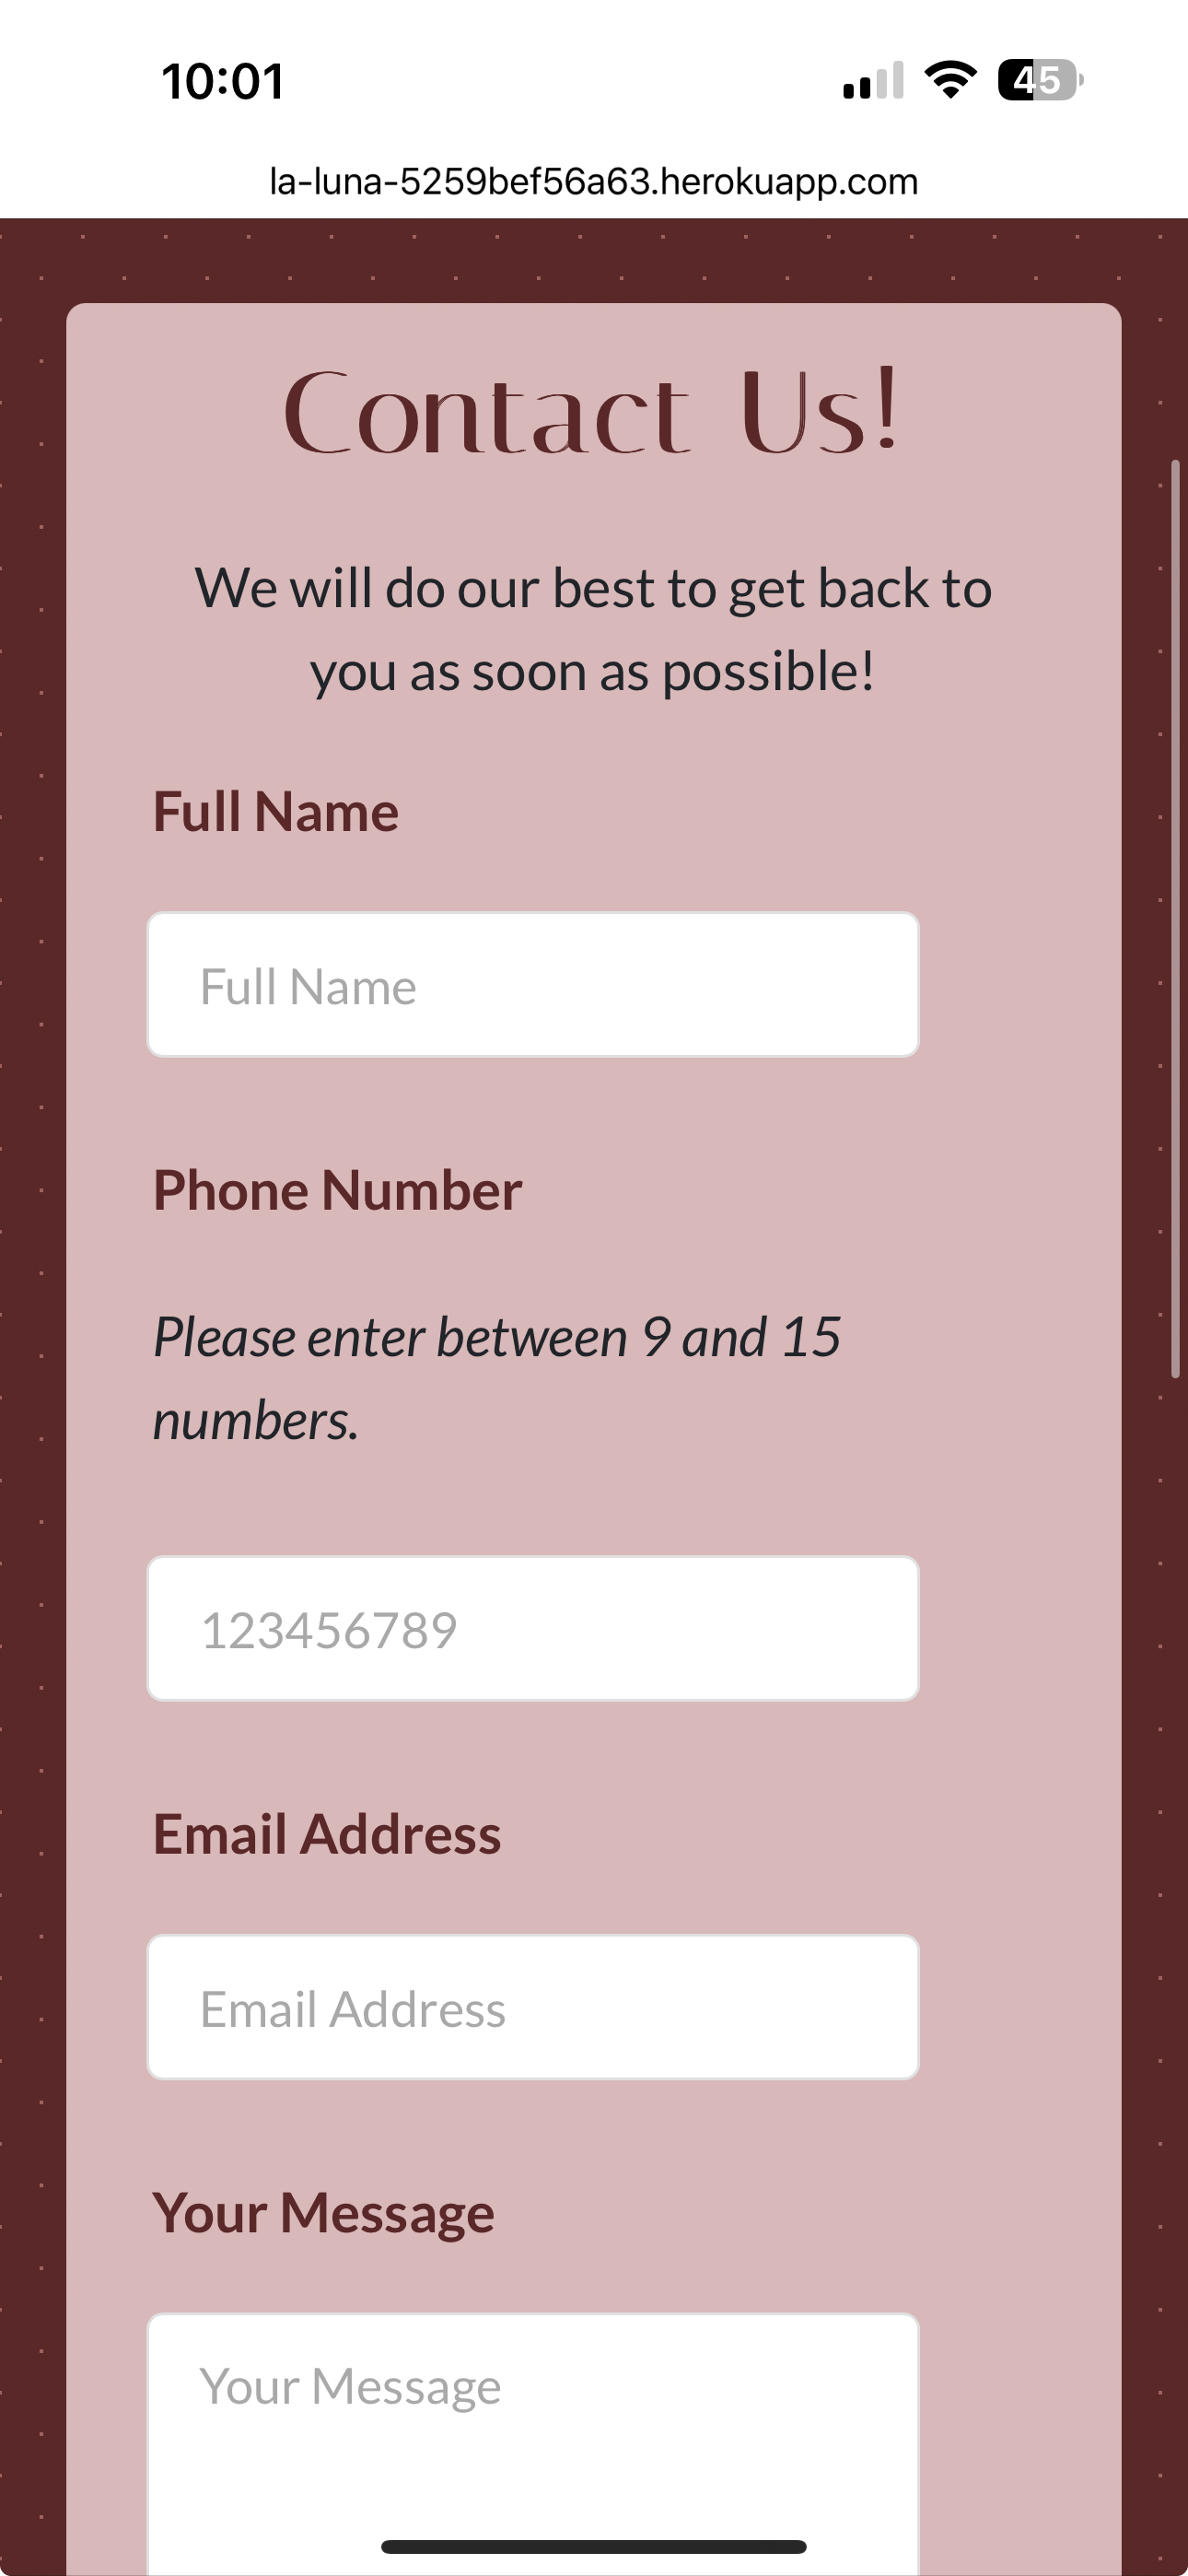 10:01
45
la-luna-5259bef56a63.herokuapp.com
Contact Us!
We will do our best to get back to
you as soon as possible!
Full Name
Full Name
Phone Number
Please enter between 9 and 15
numbers.
123456789
Email Address
Email Address
Your Message
Your Message